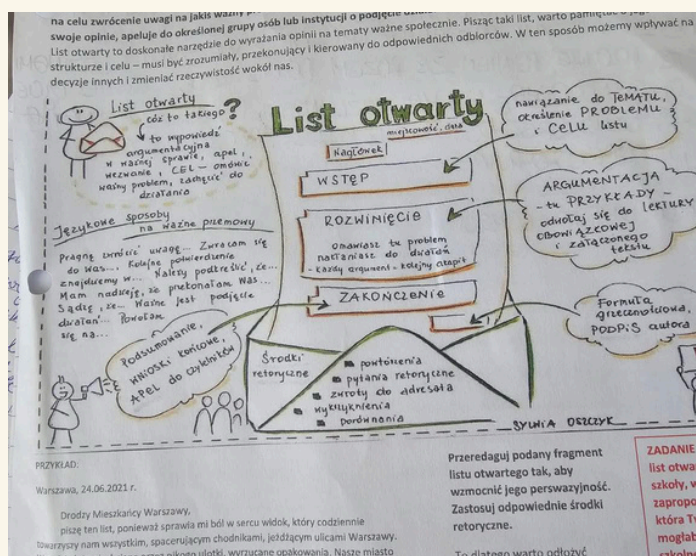 na celu zwrócenie uwagi na jakiś ważny
swoje opinie, apeluje do określonej grupy osób lub instytucji o podjęcie
List otwarty to doskonałe narzędzie do wyrażania opinii na tematy ważne społecznie. Pisząc taki list, warto pamiętać o
strukturze i celu – musi być zrozumiały, przekonujący i kierowany do odpowiednich odbiorców. W ten sposób możemy wpływać na
decyzje innych i zmieniać rzeczywistość wokół nas.
List otwarty
cóż to takiego?
to wypowiedź
argumentacyjna
w ważnej sprawie, apel,
wezwanie, CEL – omówić
ważny problem, zachęcić do
działania
Językowe sposoby
na ważne przemowy
Pragnę zwrócić uwagę... Zwracam się
do was... Kolejne potwierdzenie
znajdujemy w... Należy podkreślić, że...
Mam nadzieję, że przekonałam was...
Sądzę, że... Ważne jest podjęcie
działań... Powołam
się na...
Podsumowanie,
wnioski końcowe,
APEL do czytelników
List otwarty
miejscowość, data
Nagłówek
WSTĘP
ROZWINIĘCIE
omawiasz tu problem
nakłaniasz do działań
- każdy argument - kolejny akapit
ZAKOŃCZENIE
nawiązanie do TEMATU,
określenie PROBLEMU
i CELU listu
ARGUMENTACJA
- tu PRZYKŁADY -
odwołaj się do LEKTURY
OBOWIĄZKOWEJ
i załączonego
tekstu
Formuła
grzecznościowa,
PODPIS autora
Środki
retoryczne
powtórzenia
pytania retoryczne
zwroty do adresata
wykrzyknienia
porównania
SYLWIA OSZCZYK
PRZYKŁAD:
Warszawa, 24.06.2021 r.
Drodzy Mieszkańcy Warszawy,
piszę ten list, ponieważ sprawia mi ból w sercu widok, który codziennie
towarzyszy nam wszystkim, spacerującym chodnikami, jeżdżącym ulicami Warszawy.
nikogo ulotki, wyrzucane opakowania. Nasze miasto
Przeredaguj podany fragment
listu otwartego tak, aby
wzmocnić jego perswazyjność.
Zastosuj odpowiednie środki
retoryczne.
To dlatego warto odłożyć
ZADANIE
list otwa
szkoły, w
zapropo
która Tw
mogłab